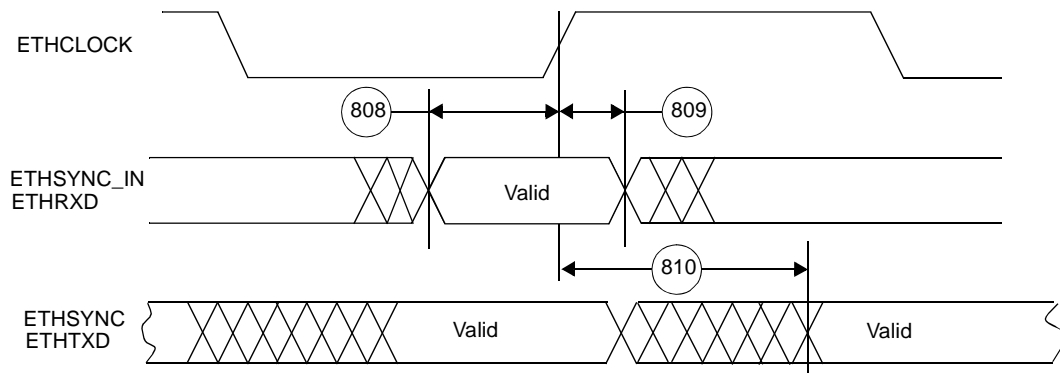 ETHCLOCK
808
809
ETHSYNC_IN
ETHRXD
Valid
810
ETHSYNC
ETHTXD
Valid
Valid